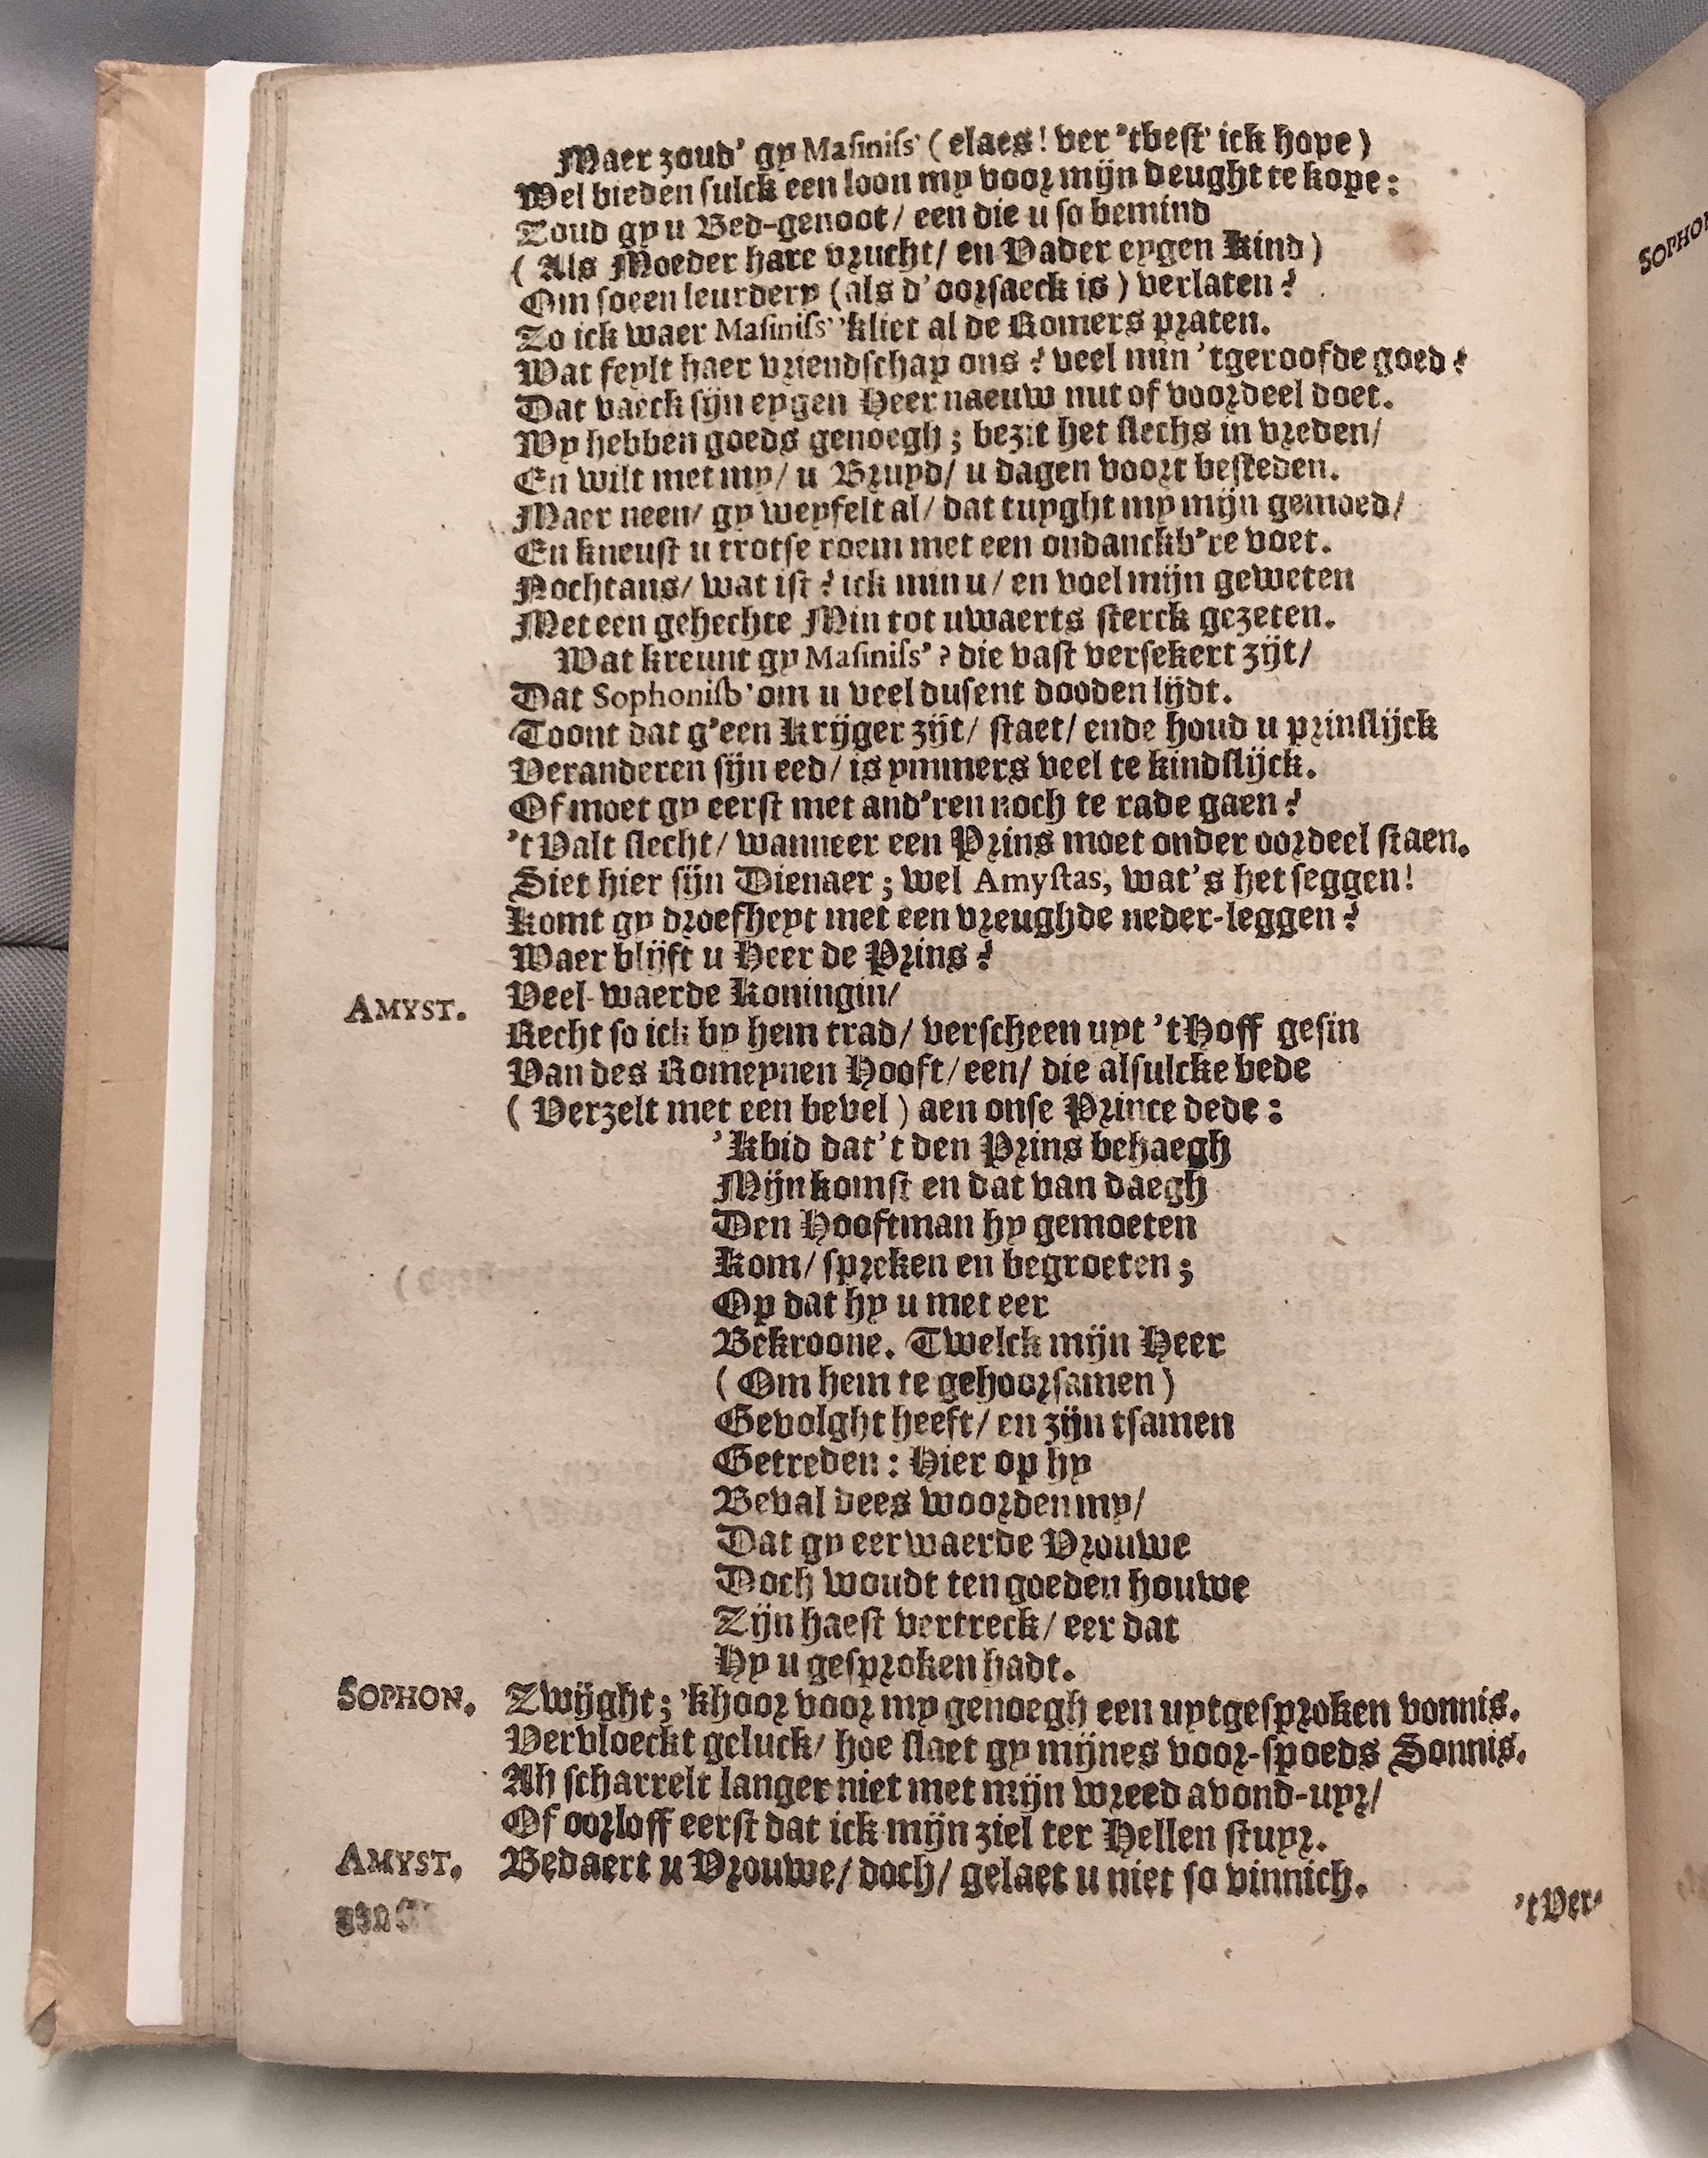 Maer zoud' gy Masiniss' ( elaes! ver 'tbest' ick hope )
Wel bieden sulck een loon my voor mijn deught te kope:
Zoud gy u Bed-genoot/ een die u so bemind
( Als Moeder hare vrucht/ en Vader eygen Kind )
Om soeen leurdery (als d'oorsaeck is ) verlaten?
Zo ick waer Masiniss' 'kliet al de Romers praten.
Wat feylt haer vriendschap ons? veel min 'tgeroofde goed?
Dat vaeck sijn eygen Heer naeuw nut of voordeel doet.
Wy hebben goeds genoegh; bezit het slechs in vreden/
En wilt met my/ u Bruyd/ u dagen voort besteden.
Maer neen/ gy weyfelt al/ dat tuyght my mijn gemoed/
En kneust u trotse roem met een ondanckb're voet.
Nochtans/ wat ist? ick min u/ en voel mijn geweten
Met een gehechte Min tot uwaerts sterck gezeten.
Wat kreunt gy Masiniss' ? die vast versekert zijt/
Dat Sophonisb' om u veel dusent dooden lijdt.
Toont dat g'een Krijger zijt/ staet/ ende houd u prinslijck
Veranderen sijn eed/ is ymmers veel te kindslijck.
Of moet gy eerst met and'ren noch te rade gaen?
't Valt slecht/ wanneer een Prins moet onder oordeel staen.
Siet hier sijn Dienaer; wel Amystas, wat's het seggen!
Komt gy droefheyt met een vreughde neder-leggen?
Waer blijft u Heer de Prins?
AMYST. Veel-waerde Koningin/
Recht so ick by hem trad/ verscheen uyt 't Hoff gesin
Van des Romeynen Hooft/ een/ die alsulcke bede
( Verzelt met een bevel ) aen onse Prince dede:
'Kbid dat't den Prins behaegh
Mijn komst en dat van daegh
Den Hooftman hy gemoeten
Kom/ spreken en begroeten;
Op dat hy u met eer
Bekroone. Twelck mijn Heer
( Om hem te gehoorsamen )
Gevolght heeft/ en zijn tsamen
Getreden: Hier op hy
Beval dees woorden my/
Dat gy eerwaerde Vrouwe
Doch woudt ten goeden houwe
Zijn haest vertreck/ eer dat
Hy u gesproken hadt.
SOPHON. Zwijght; 'khoor voor my genoegh een uytgesproken vonnis.
Vervloeckt geluck/ hoe slaet gy mijnes voor-spoeds Sonnis.
Ah scharrelt langer niet met mijn wreed avond-uyr/
Of oorloff eerst dat ick mijn ziel ter Hellen stuyr.
AMYST. Bedaert u Vrouwe/ doch/ gelaet u niet so vinnich.
't Ver-
SOPHON